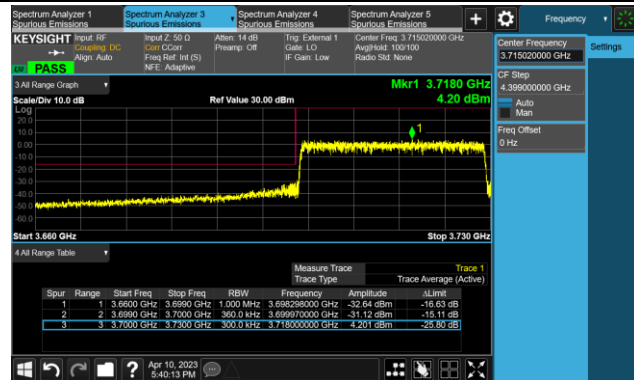 Spectrum Analyzer 1
Spurious Emissions
Spectrum Analyzer 3
Spurious Emissions
Spectrum Analyzer 4
Spurious Emissions
Spectrum Analyzer 5
Spurious Emissions
+
Frequency
KEYSIGHT
Input: RF
Coupling: DC
Align: Auto
Input Z: 50 Ω
Corr CCorr
Freq Ref: Int (S)
NFE: Adaptive
Atten: 14 dB
Preamp: Off
Trig: External 1
Gate: LO
IF Gain: Low
Center Freq: 3.715020000 GHz
Avg|Hold: 100/100
Radio Std: None
PASS
Center Frequency
3.715020000 GHz
Settings
CF Step
4.399000000 GHz
Auto
Man
Freq Offset
0 Hz
3 All Range Graph
Mkr1 3.7180 GHz
Scale/Div 10.0 dB
Ref Value 30.00 dBm
4.20 dBm
Log
20.0
10.0
0.00
-10.0
-20.0
-30.0
-40.0
-50.0
-60.0
1
Start 3.660 GHz
Stop 3.730 GHz
4 All Range Table
Measure Trace Trace 1
Trace Type Trace Average (Active)
Spur Range Start Freq Stop Freq RBW Frequency Amplitude ΔLimit
1 1 3.6600 GHz 3.6990 GHz 1.000 MHz 3.698298000 GHz -32.64 dBm -16.63 dB
2 2 3.6990 GHz 3.7000 GHz 360.0 kHz 3.699970000 GHz -31.12 dBm -15.11 dB
3 3 3.7000 GHz 3.7300 GHz 300.0 kHz 3.718000000 GHz 4.201 dBm -25.80 dB
?
Apr 10, 2023
5:40:13 PM